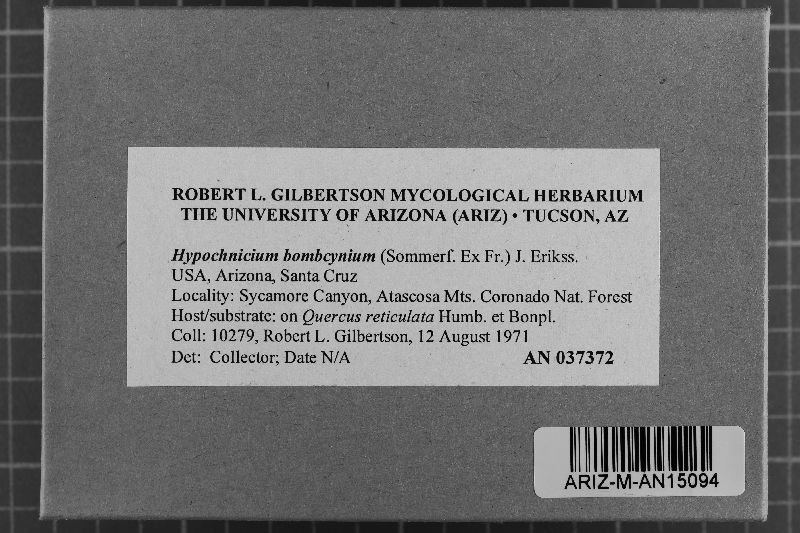 ROBERT L. GILBERTSON MYCOLOGICAL HERBARIUM
THE UNIVERSITY OF ARIZONA (ARIZ) • TUCSON, AZ
Hypochnicium bombcynium (Sommerf. Ex Fr.) J. Erikss.
USA, Arizona, Santa Cruz
Locality: Sycamore Canyon, Atascosa Mts. Coronado Nat. Forest
Host/substrate: on Quercus reticulata Humb. et Bonpl.
Coll: 10279, Robert L. Gilbertson, 12 August 1971
Det: Collector; Date N/A AN 037372
ARIZ-M-AN15094